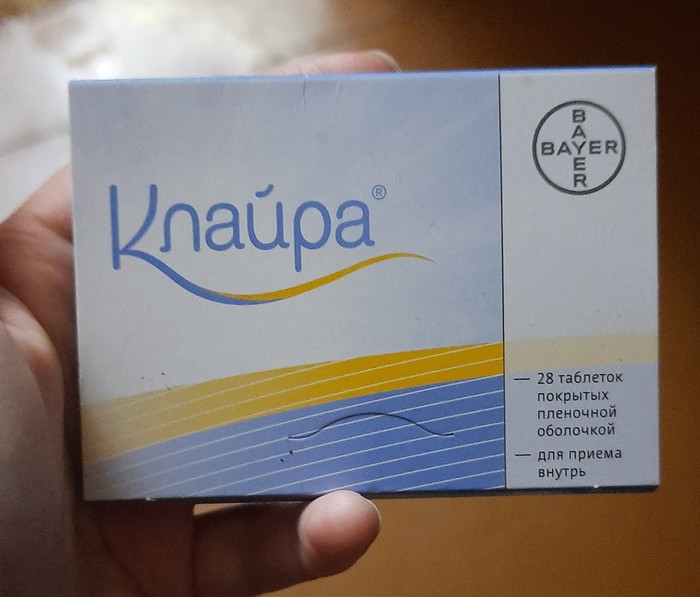 Клайра®
BAYER
BAYER
— 28 таблеток
покрытых
пленочной
оболочкой
— для приема
внутрь